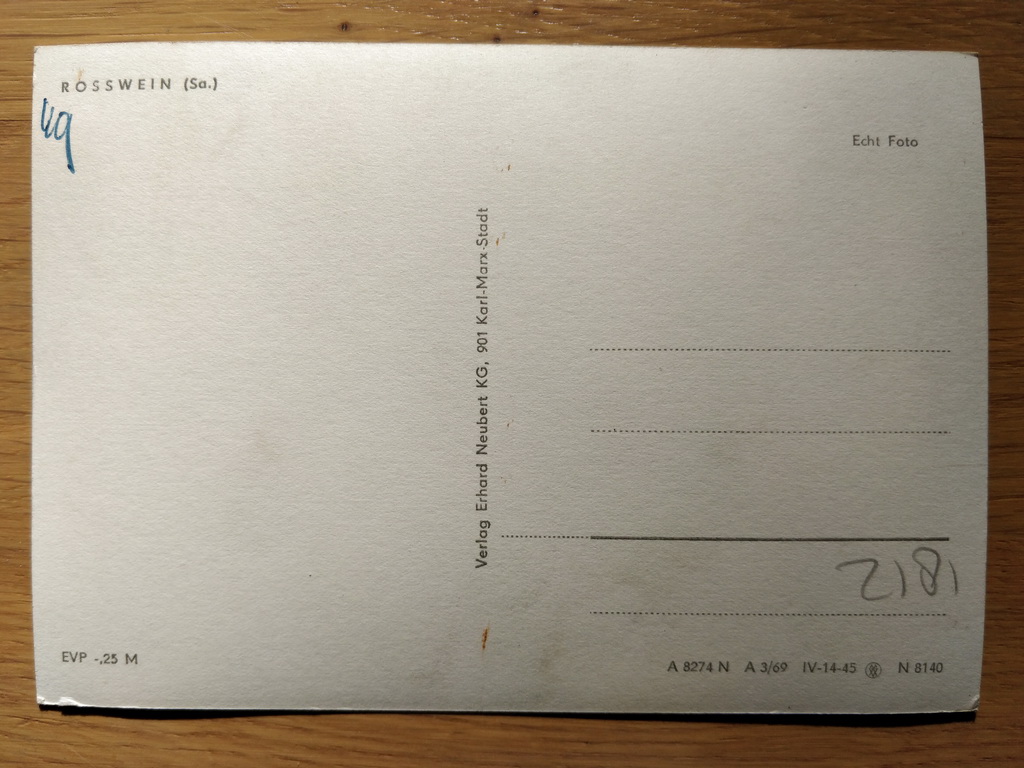 ROSSWEIN (Sa.)
Echt Foto
Verlag Erhard Neubert KG, 901 Karl-Marx-Stadt
2181
EVP -,25 M
A 8274 N A 3/69 IV-14-45 N 8140